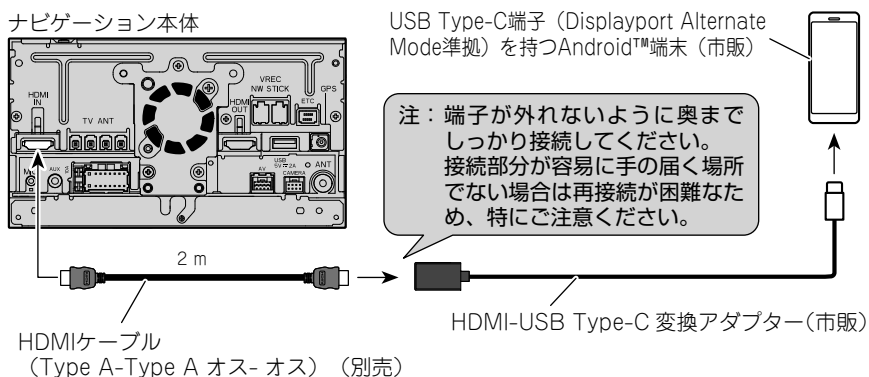 ナビゲーション本体
USB Type-C端子（Displayport Alternate
Mode準拠）を持つAndroid™端末（市販）
HDMI
IN
TV ANT
HDMI
OUT
VREC
NW STICK
ETC
GPS
AUX
USB
5V⎓2A
AV
CAMERA
ANT
注：端子が外れないように奥まで
しっかり接続してください。
接続部分が容易に手の届く場所
でない場合は再接続が困難なた
め、特にご注意ください。
2 m
HDMI-USB Type-C 変換アダプター(市販)
HDMIケーブル
（Type A-Type A オス- オス）（別売）